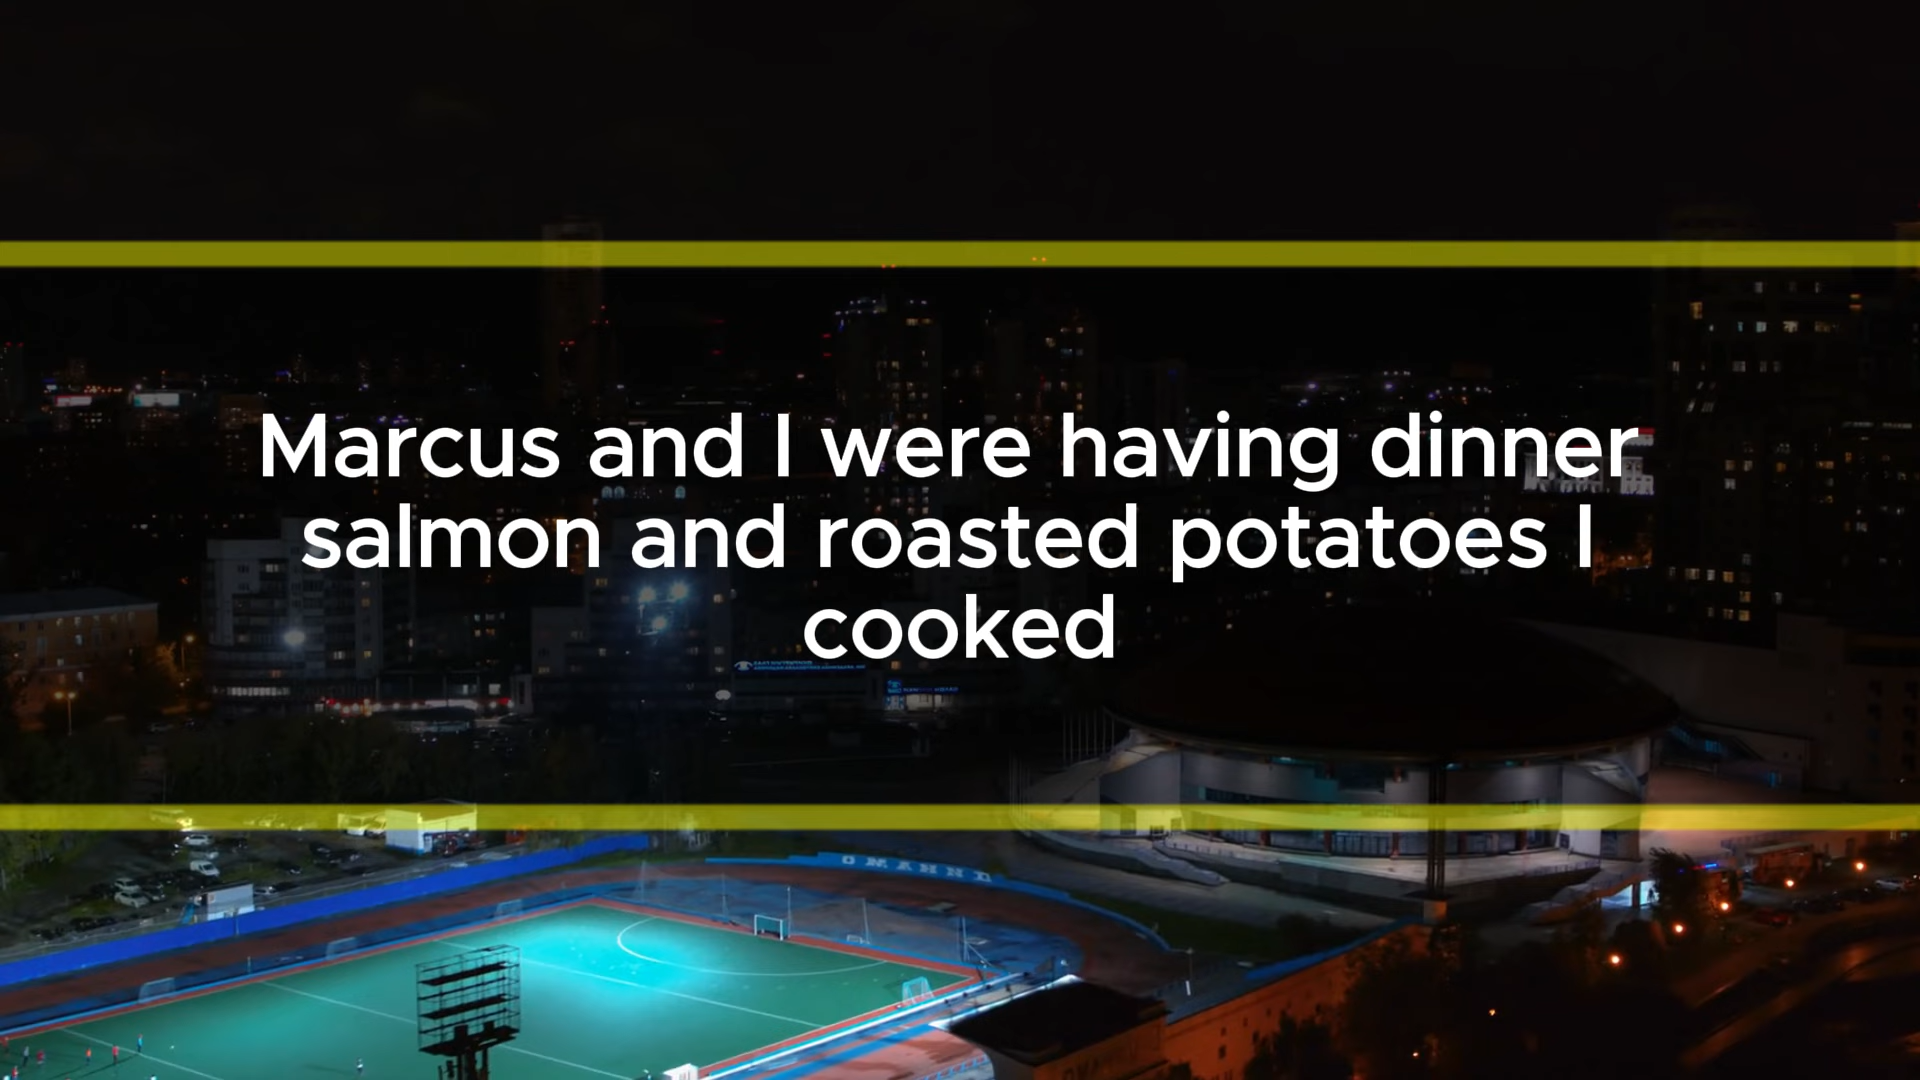 Marcus and I were having dinner
salmon and roasted potatoes I
cooked